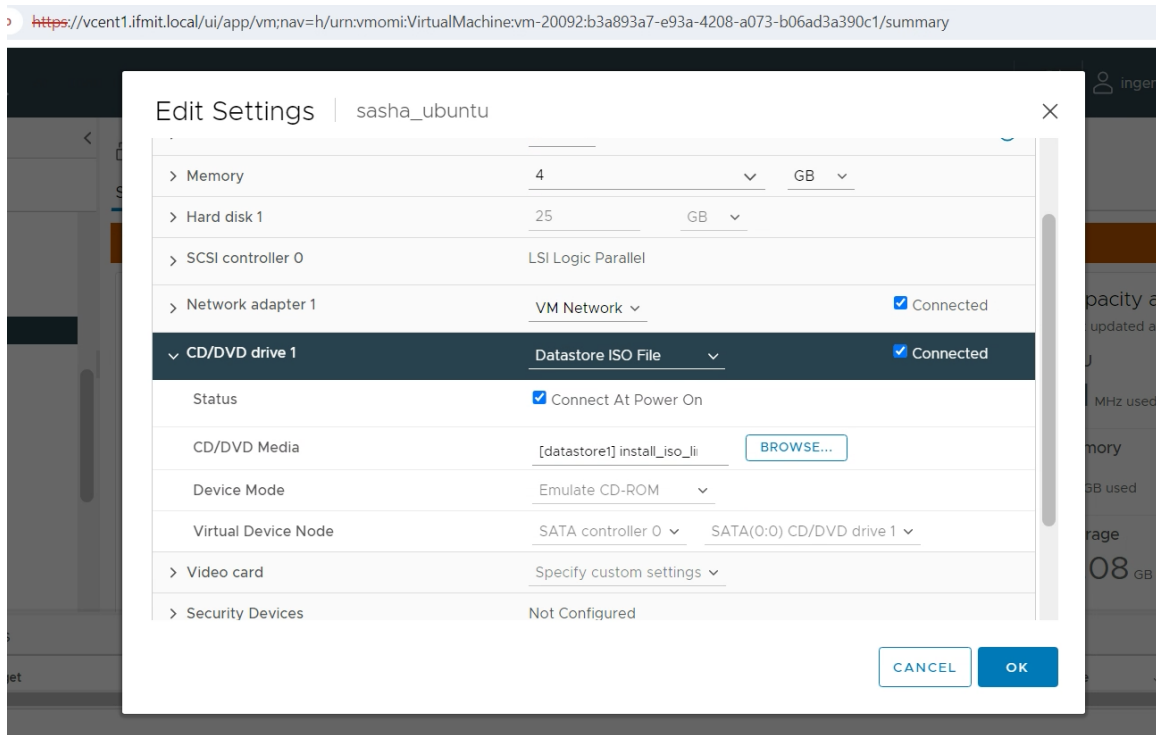 https://vcent1.ifmit.local/ui/app/vm;nav=h/urn:vmomi:VirtualMachine:vm-20092:b3a893a7-e93a-4208-a073-b06ad3a390c1/summary
Edit Settings sasha_ubuntu
Memory 4 GB
Hard disk 1 25 GB
SCSI controller 0 LSI Logic Parallel
Network adapter 1 VM Network Connected
CD/DVD drive 1 Datastore ISO File Connected
Status Connect At Power On
MHz used
CD/DVD Media [datastore1] install_iso_li BROWSE...
Device Mode Emulate CD-ROM
GB used
Virtual Device Node SATA controller 0 SATA(0:0) CD/DVD drive 1
Video card Specify custom settings
08 GB
Security Devices Not Configured
CANCEL OK